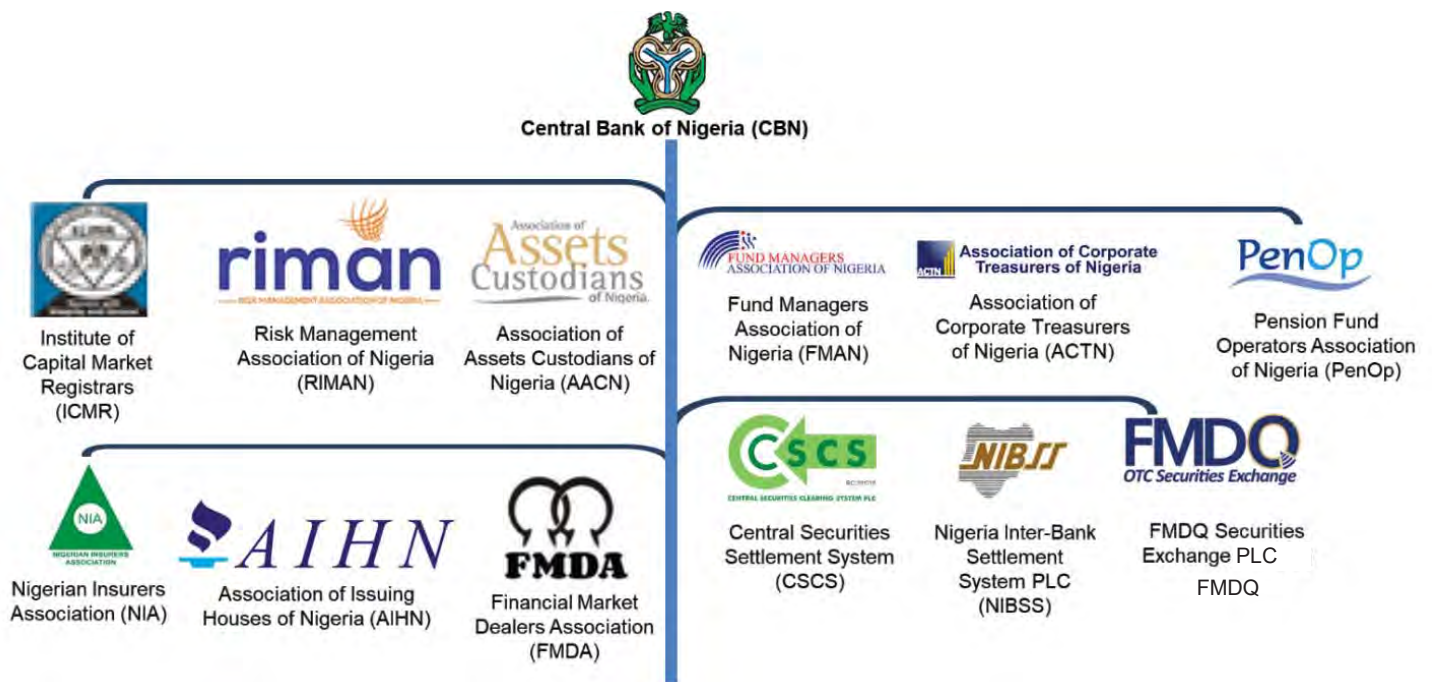 Central Bank of Nigeria (CBN)
riman
RISK MANAGEMENT ASSOCIATION OF NIGERIA
Association of
Assets
Custodians
of Nigeria
Institute of
Capital Market
Registrars
(ICMR)
Risk Management
Association of Nigeria
(RIMAN)
Association of
Assets Custodians of
Nigeria (AACN)
FUND MANAGERS
ASSOCIATION OF NIGERIA
ACTN
Association of Corporate
Treasurers of Nigeria
PenOp
Fund Managers
Association of
Nigeria (FMAN)
Association of
Corporate Treasurers
of Nigeria (ACTN)
Pension Fund
Operators Association
of Nigeria (PenOp)
NIA
NIGERIAN INSURERS
ASSOCIATION
AIHN
FMDA
Nigerian Insurers
Association (NIA)
Association of Issuing
Houses of Nigeria (AIHN)
Financial Market
Dealers Association
(FMDA)
CSCS
CENTRAL SECURITIES CLEARING SYSTEM PLC
NIBSS
FMDQ
OTC Securities Exchange
Central Securities
Settlement System
(CSCS)
Nigeria Inter-Bank
Settlement
System PLC
(NIBSS)
FMDQ Securities
Exchange PLC
FMDQ